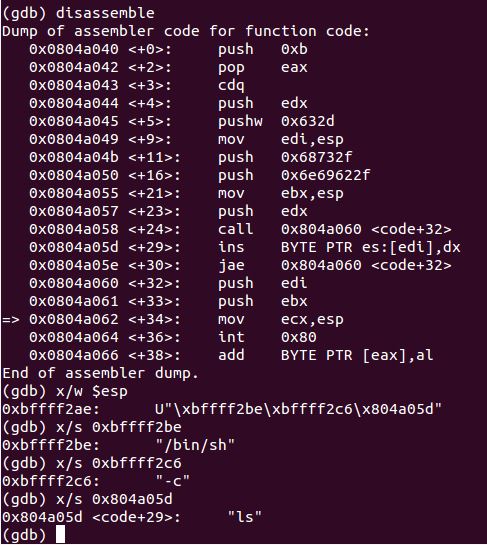 (gdb) disassemble
Dump of assembler code for function code:
   0x0804a040 <+0>:     push   0xb
   0x0804a042 <+2>:     pop    eax
   0x0804a043 <+3>:     cdq
   0x0804a044 <+4>:     push   edx
   0x0804a045 <+5>:     pushw  0x632d
   0x0804a049 <+9>:     mov    edi,esp
   0x0804a04b <+11>:    push   0x68732f
   0x0804a050 <+16>:    push   0x6e69622f
   0x0804a055 <+21>:    mov    ebx,esp
   0x0804a057 <+23>:    push   edx
   0x0804a058 <+24>:    call   0x804a060 <code+32>
   0x0804a05d <+29>:    ins    BYTE PTR es:[edi],dx
   0x0804a05e <+30>:    jae    0x804a060 <code+32>
   0x0804a060 <+32>:    push   edi
   0x0804a061 <+33>:    push   ebx
=> 0x0804a062 <+34>:    mov    ecx,esp
   0x0804a064 <+36>:    int    0x80
   0x0804a066 <+38>:    add    BYTE PTR [eax],al
End of assembler dump.
(gdb) x/w $esp
0xbffff2ae:     U"\xbffff2be\xbffff2c6\x804a05d"
(gdb) x/s 0xbffff2be
0xbffff2be:     "/bin/sh"
(gdb) x/s 0xbffff2c6
0xbffff2c6:     "-c"
(gdb) x/s 0x804a05d
0x804a05d <code+29>:     "ls"
(gdb)